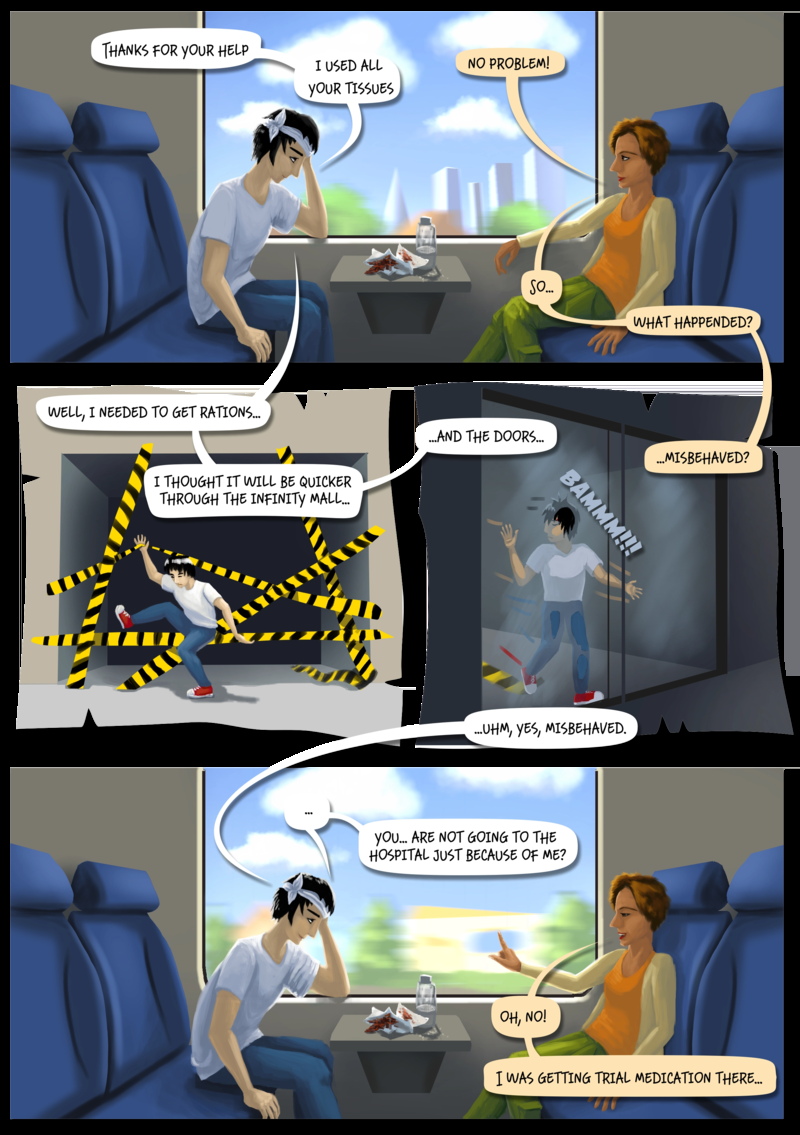 THANKS FOR YOUR HELP
I USED ALL
YOUR TISSUES
NO PROBLEM!
SO...
WHAT HAPPENDED?
WELL, I NEEDED TO GET RATIONS...
I THOUGHT IT WILL BE QUICKER
THROUGH THE INFINITY MALL...
...AND THE DOORS...
...MISBEHAVED?
BAMMM!!!
...UHM, YES, MISBEHAVED.
...
YOU... ARE NOT GOING TO THE
HOSPITAL JUST BECAUSE OF ME?
OH, NO!
I WAS GETTING TRIAL MEDICATION THERE...